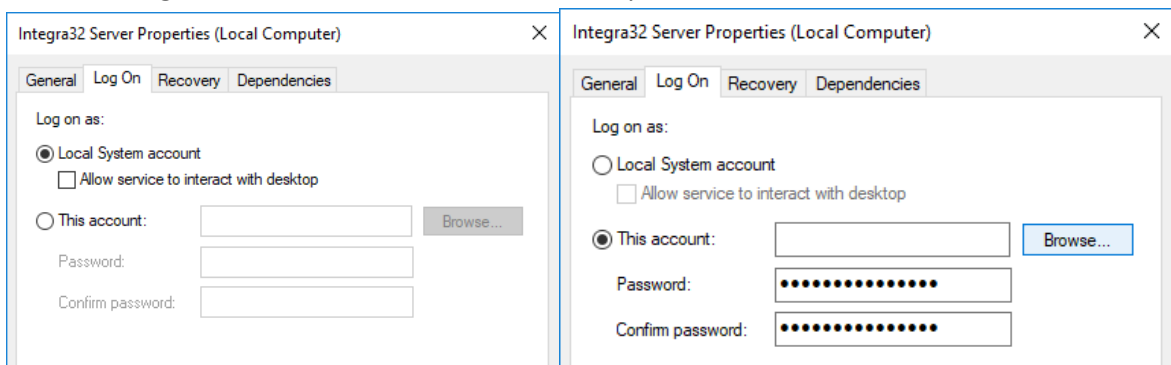 Integra32 Server Properties (Local Computer)
General Log On Recovery Dependencies
Log on as:
Local System account
Allow service to interact with desktop
This account:
Browse...
Password:
Confirm password:
Integra32 Server Properties (Local Computer)
General Log On Recovery Dependencies
Log on as:
Local System account
Allow service to interact with desktop
This account:
Browse...
Password: ●●●●●●●●●●●●●●●
Confirm password: ●●●●●●●●●●●●●●●